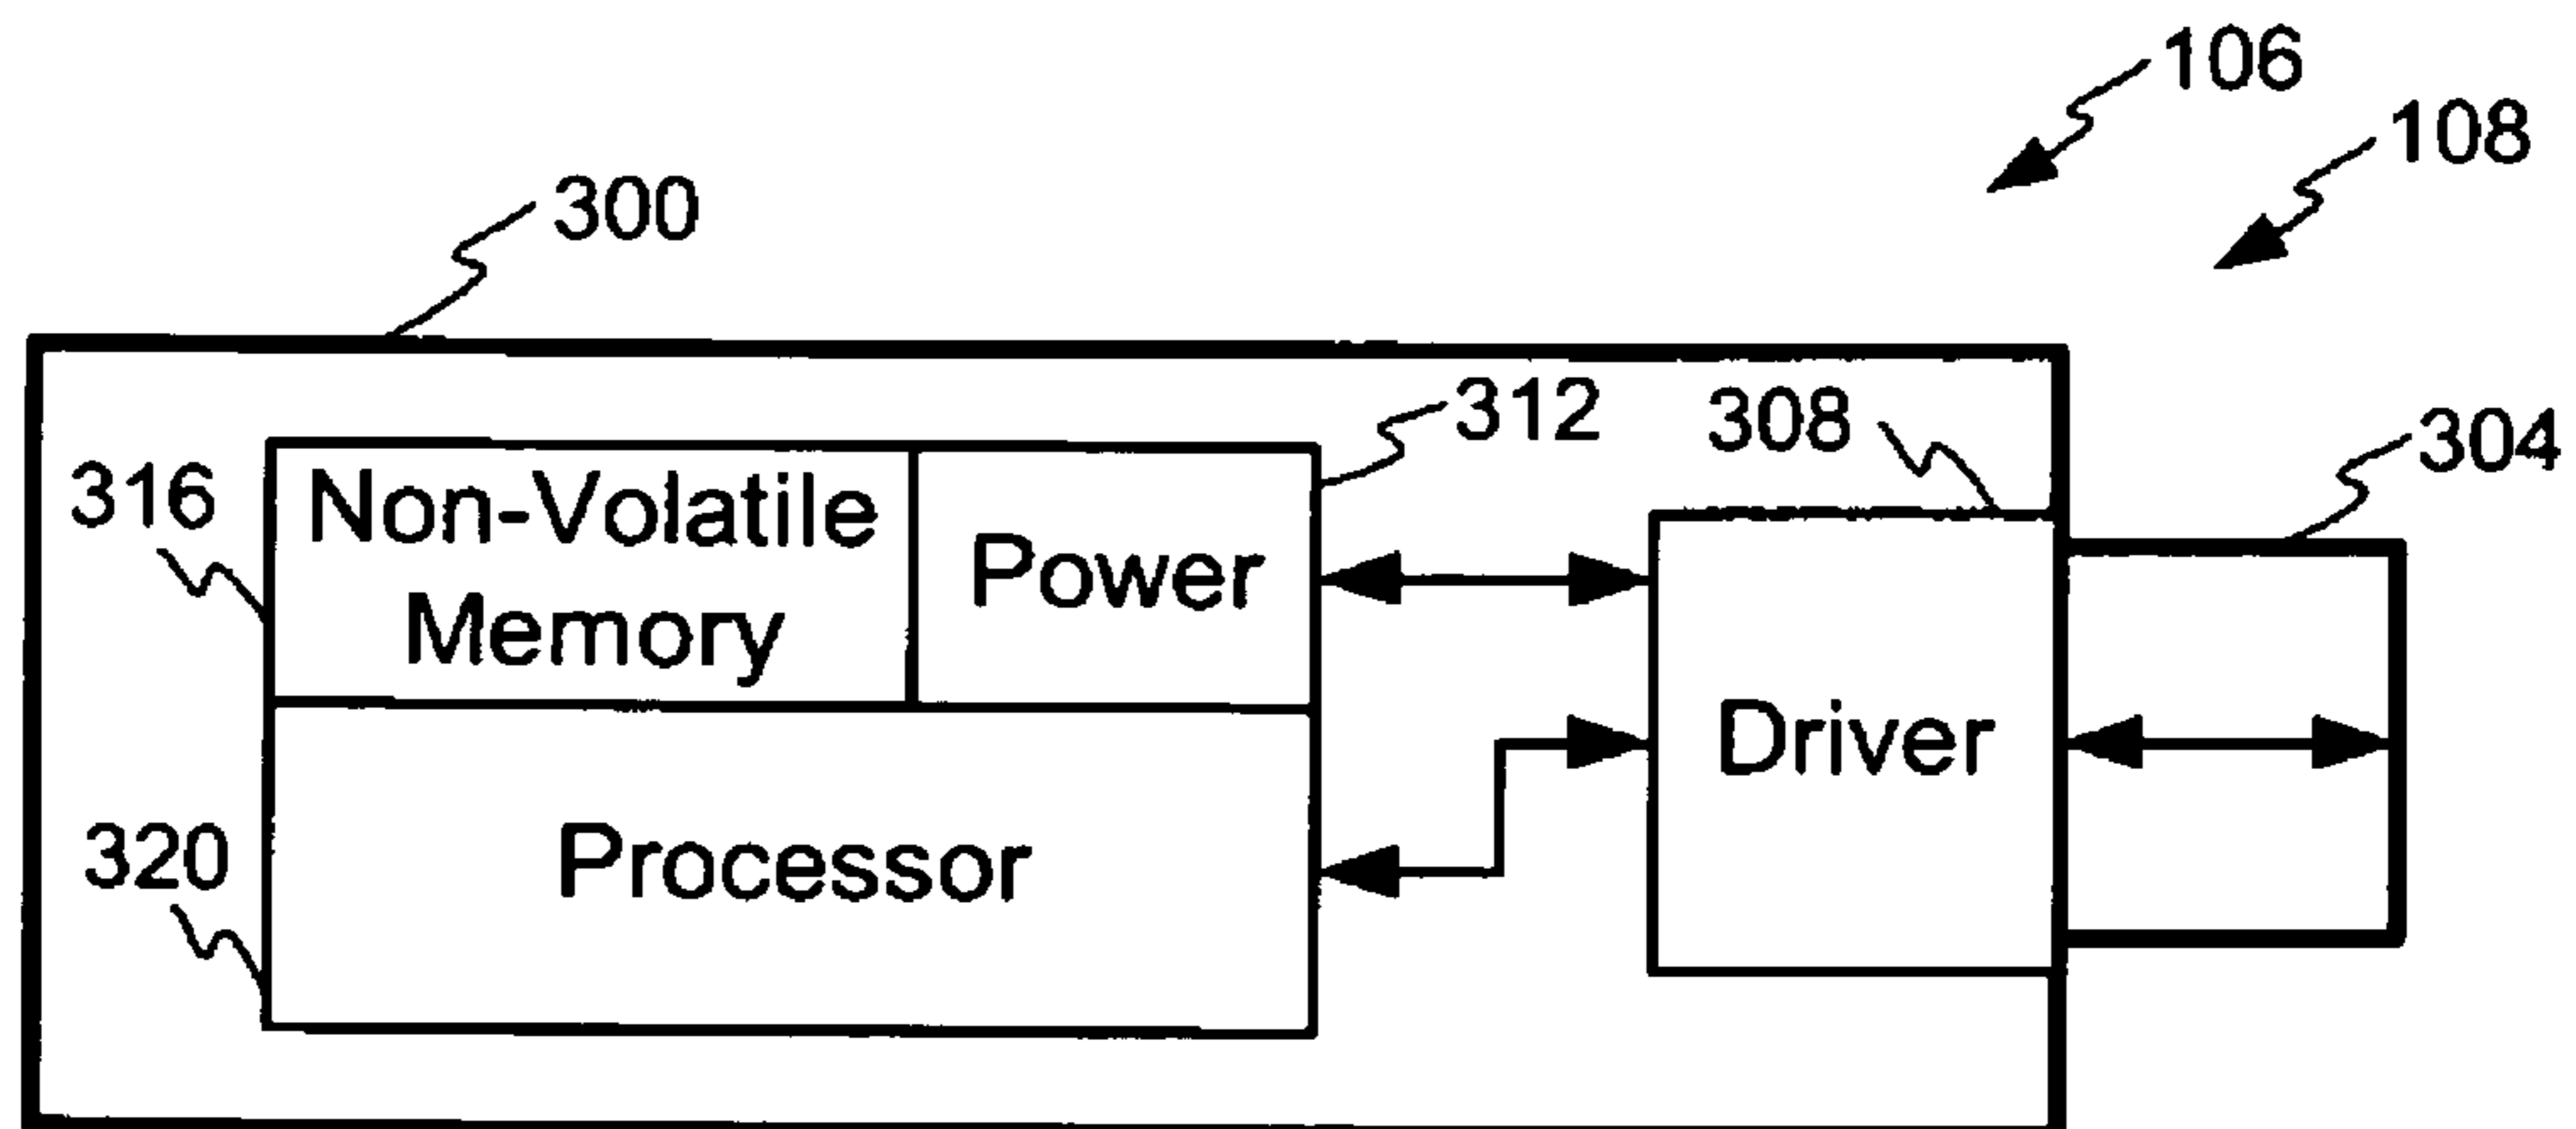 106
108
300
312
308
304
316
Non-Volatile
Memory
Power
Driver
320
Processor